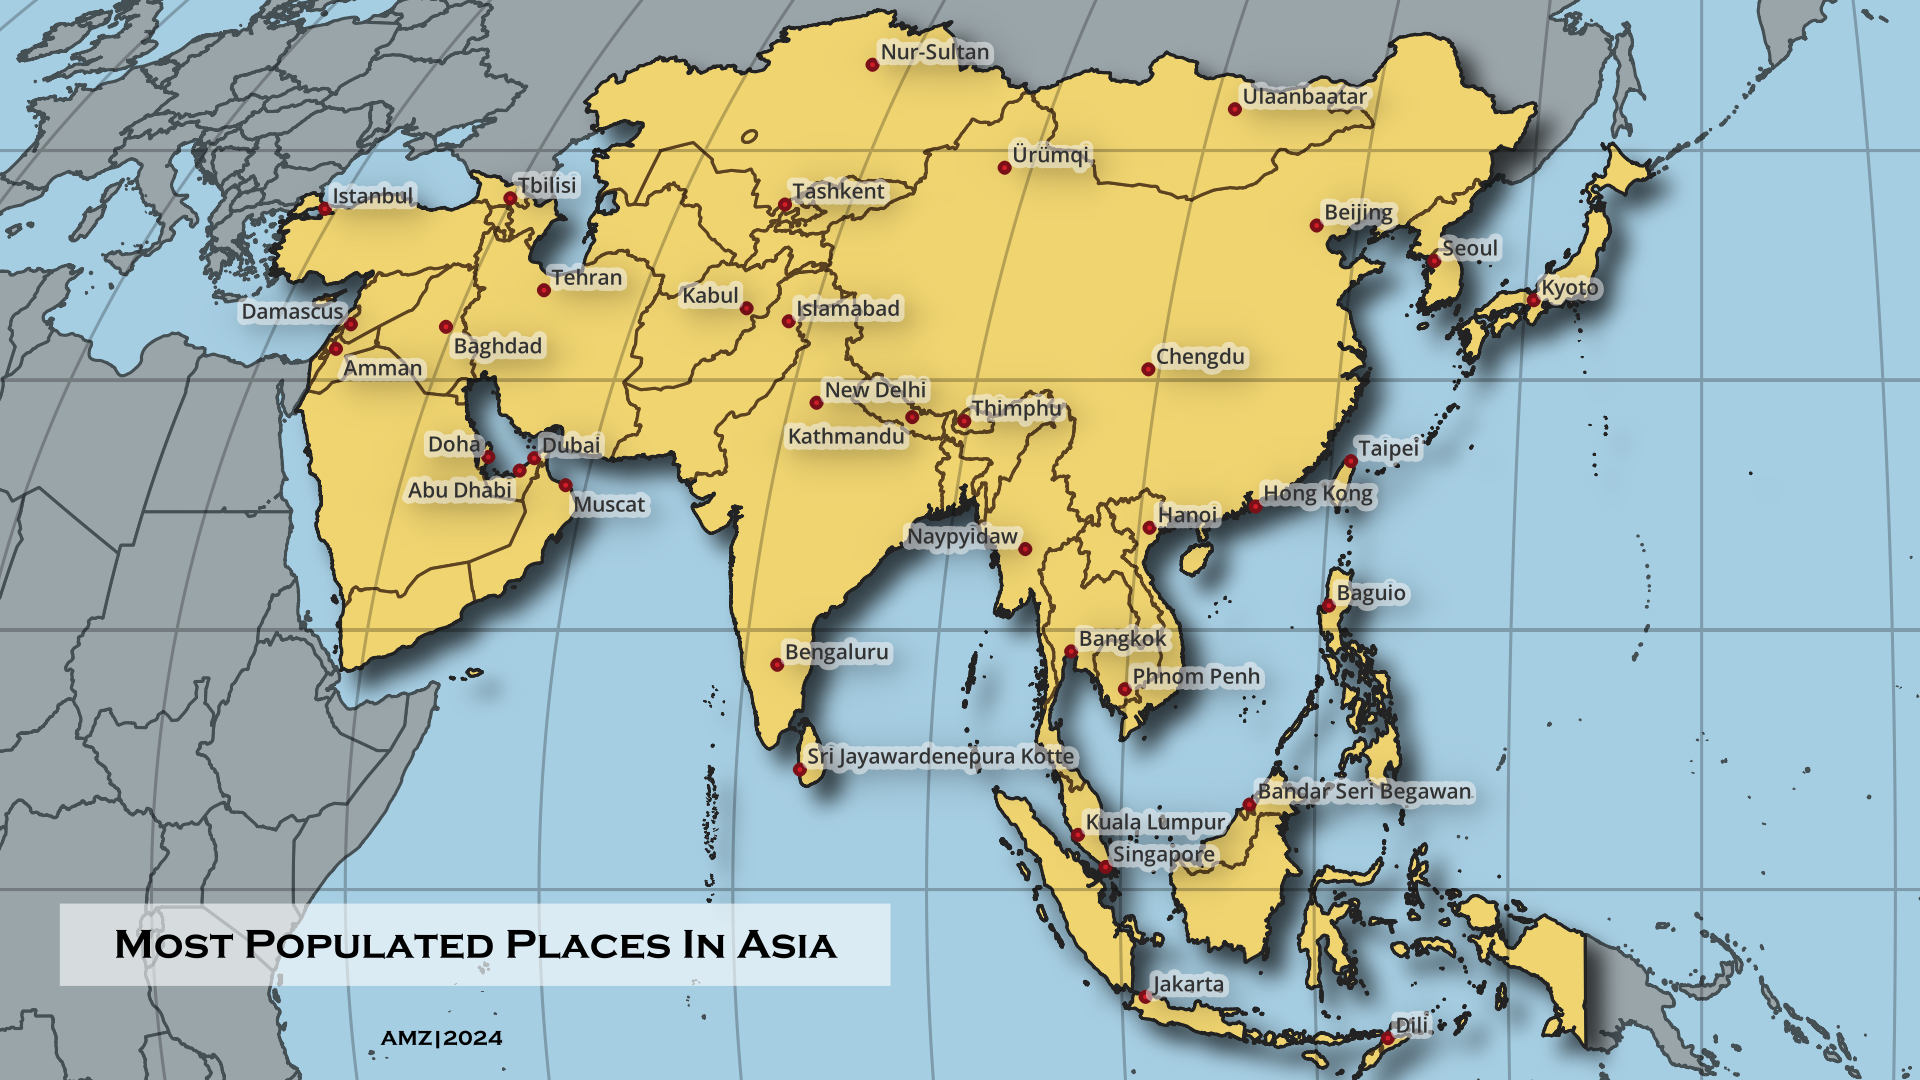 Nur-Sultan
Ulaanbaatar
Ürümqi
Tbilisi
Istanbul
Tashkent
Beijing
Seoul
Tehran
Kyoto
Kabul
Islamabad
Damascus
Baghdad
Chengdu
Amman
New Delhi
Thimphu
Kathmandu
Doha
Dubai
Taipei
Abu Dhabi
Hong Kong
Muscat
Hanoi
Naypyidaw
Baguio
Bangkok
Bengaluru
Phnom Penh
Sri Jayawardenepura Kotte
Bandar Seri Begawan
Kuala Lumpur
Singapore
Most Populated Places In Asia
Jakarta
Dili
AMZ|2024